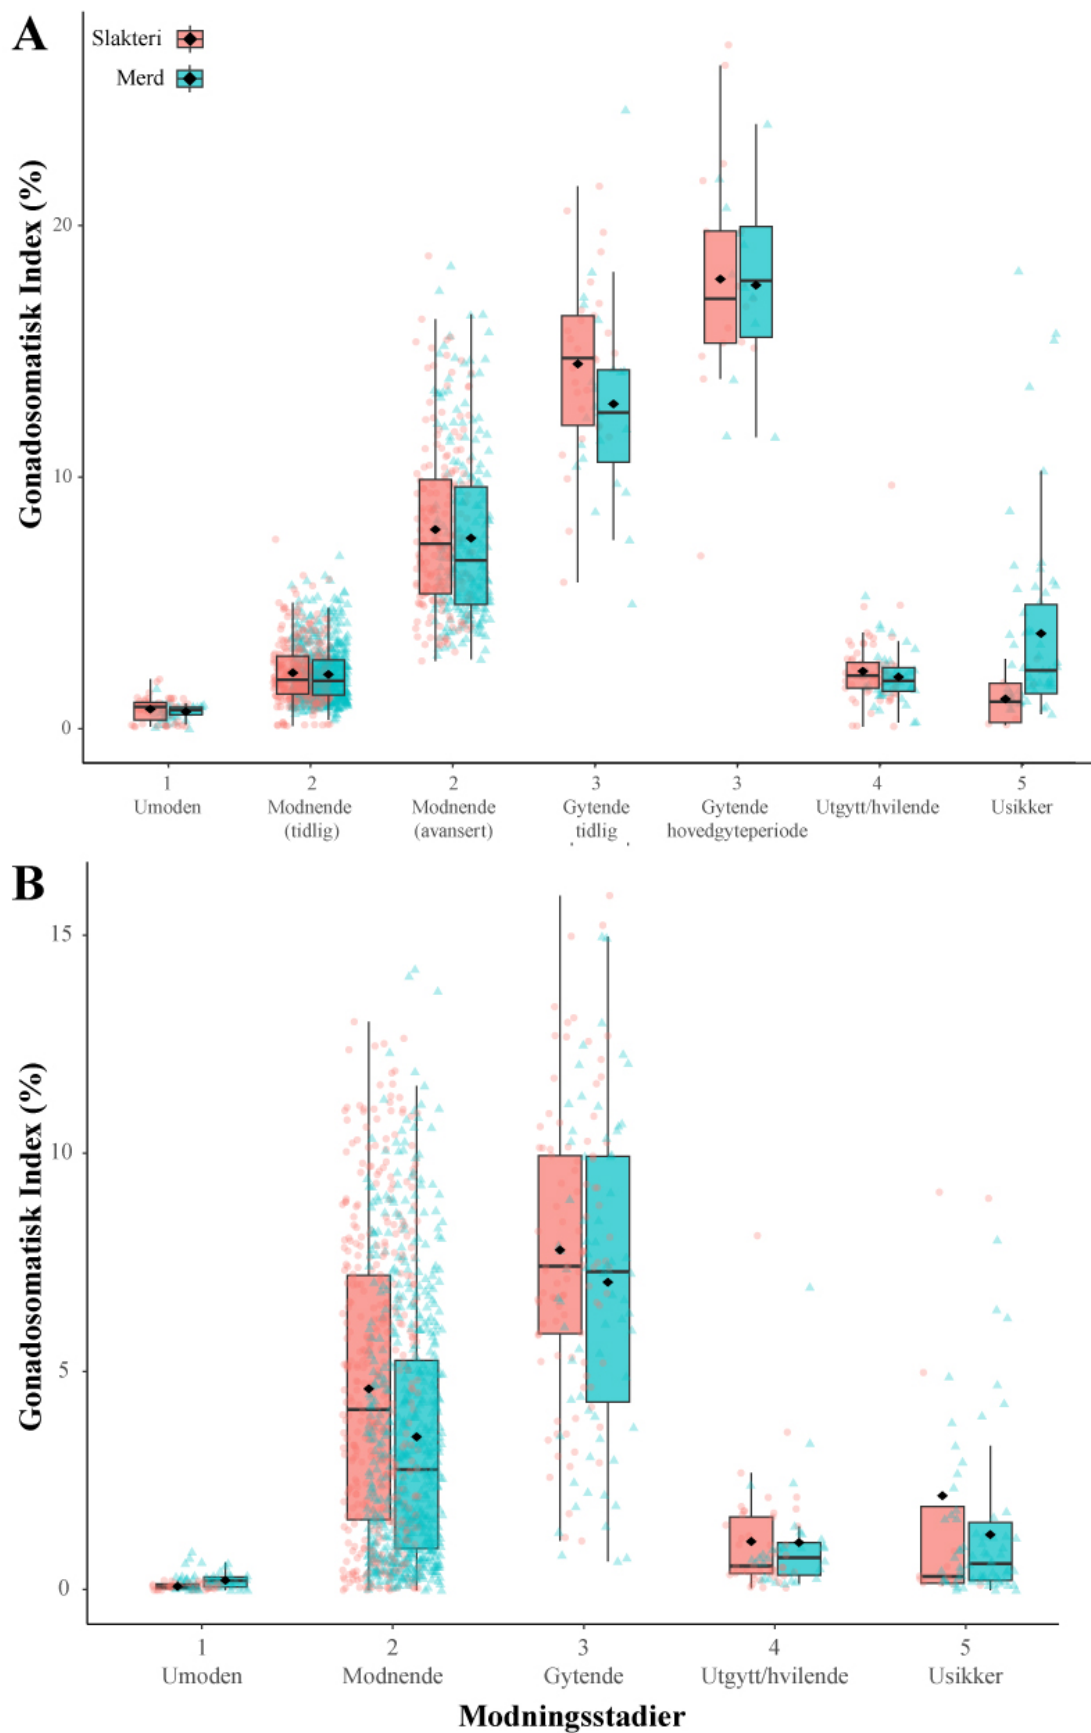 A
Slakteri
Merd
Gonadosomatisk Index (%)
20
10
0
1 2 2 3 3 4 5
Umoden Modnende Modnende Gytende Gytende Utgytt/hvilende Usikker
(tidlig) (avansert) tidlig hovedgyteperiode
B
Gonadosomatisk Index (%)
15
10
5
0
1 2 3 4 5
Umoden Modnende Gytende Utgytt/hvilende Usikker
Modningsstadier